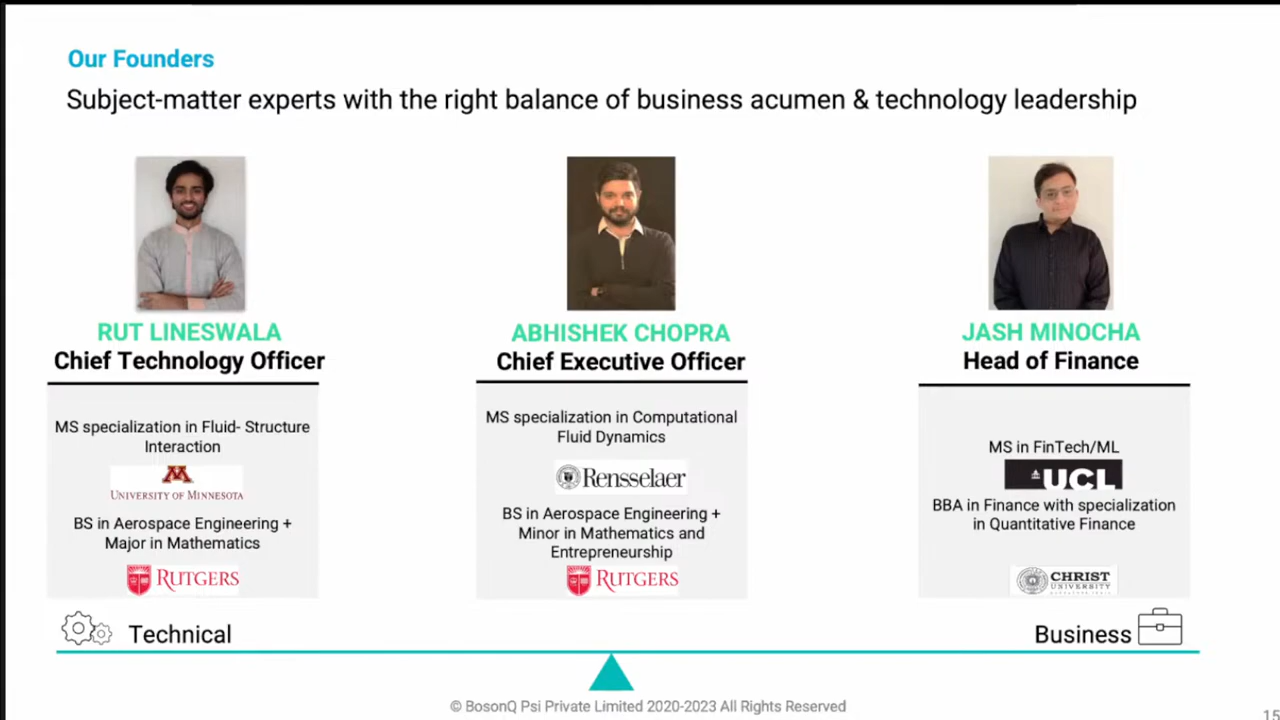 Our Founders
Subject-matter experts with the right balance of business acumen & technology leadership
RUT LINESWALA
Chief Technology Officer
MS specialization in Fluid- Structure
Interaction
M
UNIVERSITY OF MINNESOTA
BS in Aerospace Engineering +
Major in Mathematics
RUTGERS
ABHISHEK CHOPRA
Chief Executive Officer
MS specialization in Computational
Fluid Dynamics
Rensselaer
BS in Aerospace Engineering +
Minor in Mathematics and
Entrepreneurship
RUTGERS
JASH MINOCHA
Head of Finance
MS in FinTech/ML
UCL
BBA in Finance with specialization
in Quantitative Finance
CHRIST
UNIVERSITY
Technical
Business
© BosonQ Psi Private Limited 2020-2023 All Rights Reserved
15